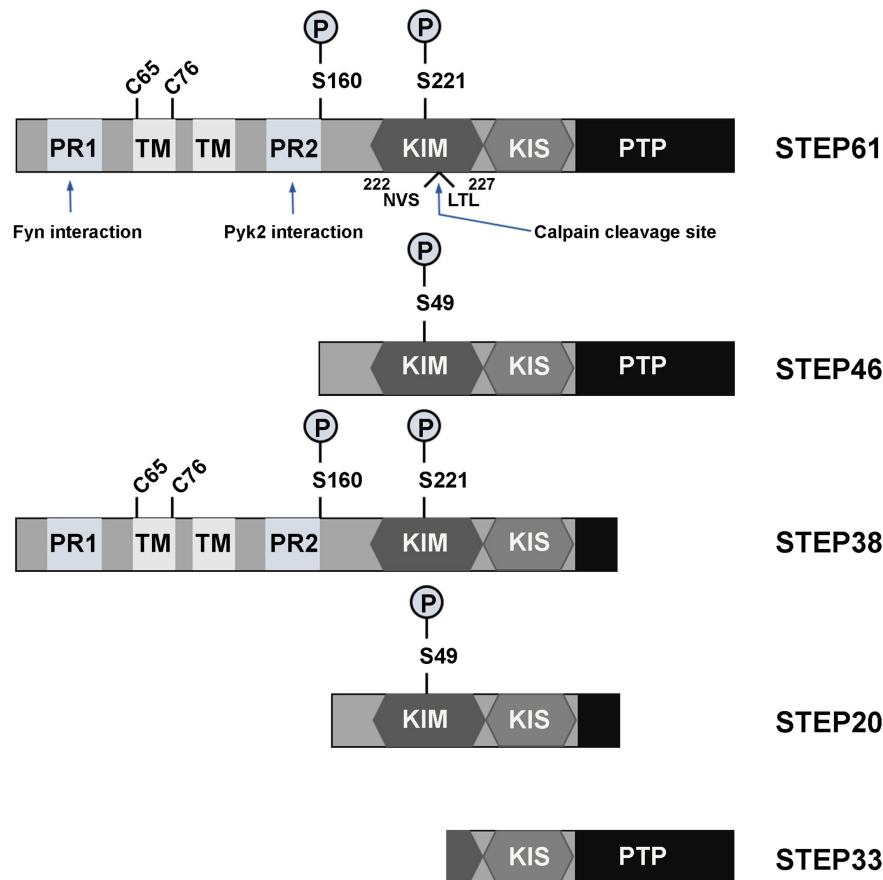 P P
C65 C76 S160 S221
PR1 TM TM PR2 KIM KIS PTP STEP61
222 227
NVS LTL
Fyn interaction Pyk2 interaction Calpain cleavage site
P
S49
KIM KIS PTP STEP46
P P
C65 C76 S160 S221
PR1 TM TM PR2 KIM KIS STEP38
P
S49
KIM KIS STEP20
KIS PTP STEP33